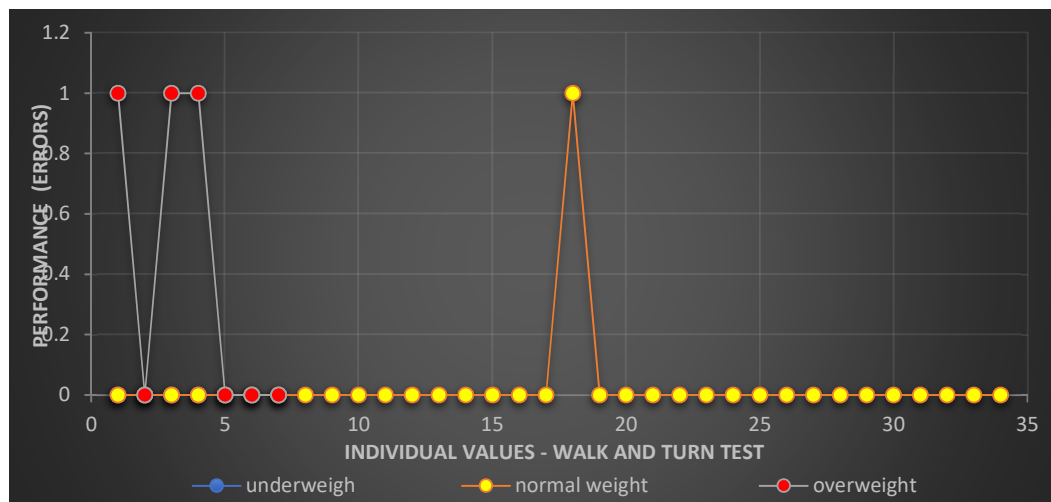 1.2
1
0.8
0.6
0.4
0.2
0
PERFORMANCE (ERRORS)
0 5 10 15 20 25 30 35
INDIVIDUAL VALUES - WALK AND TURN TEST
underweigh normal weight overweight